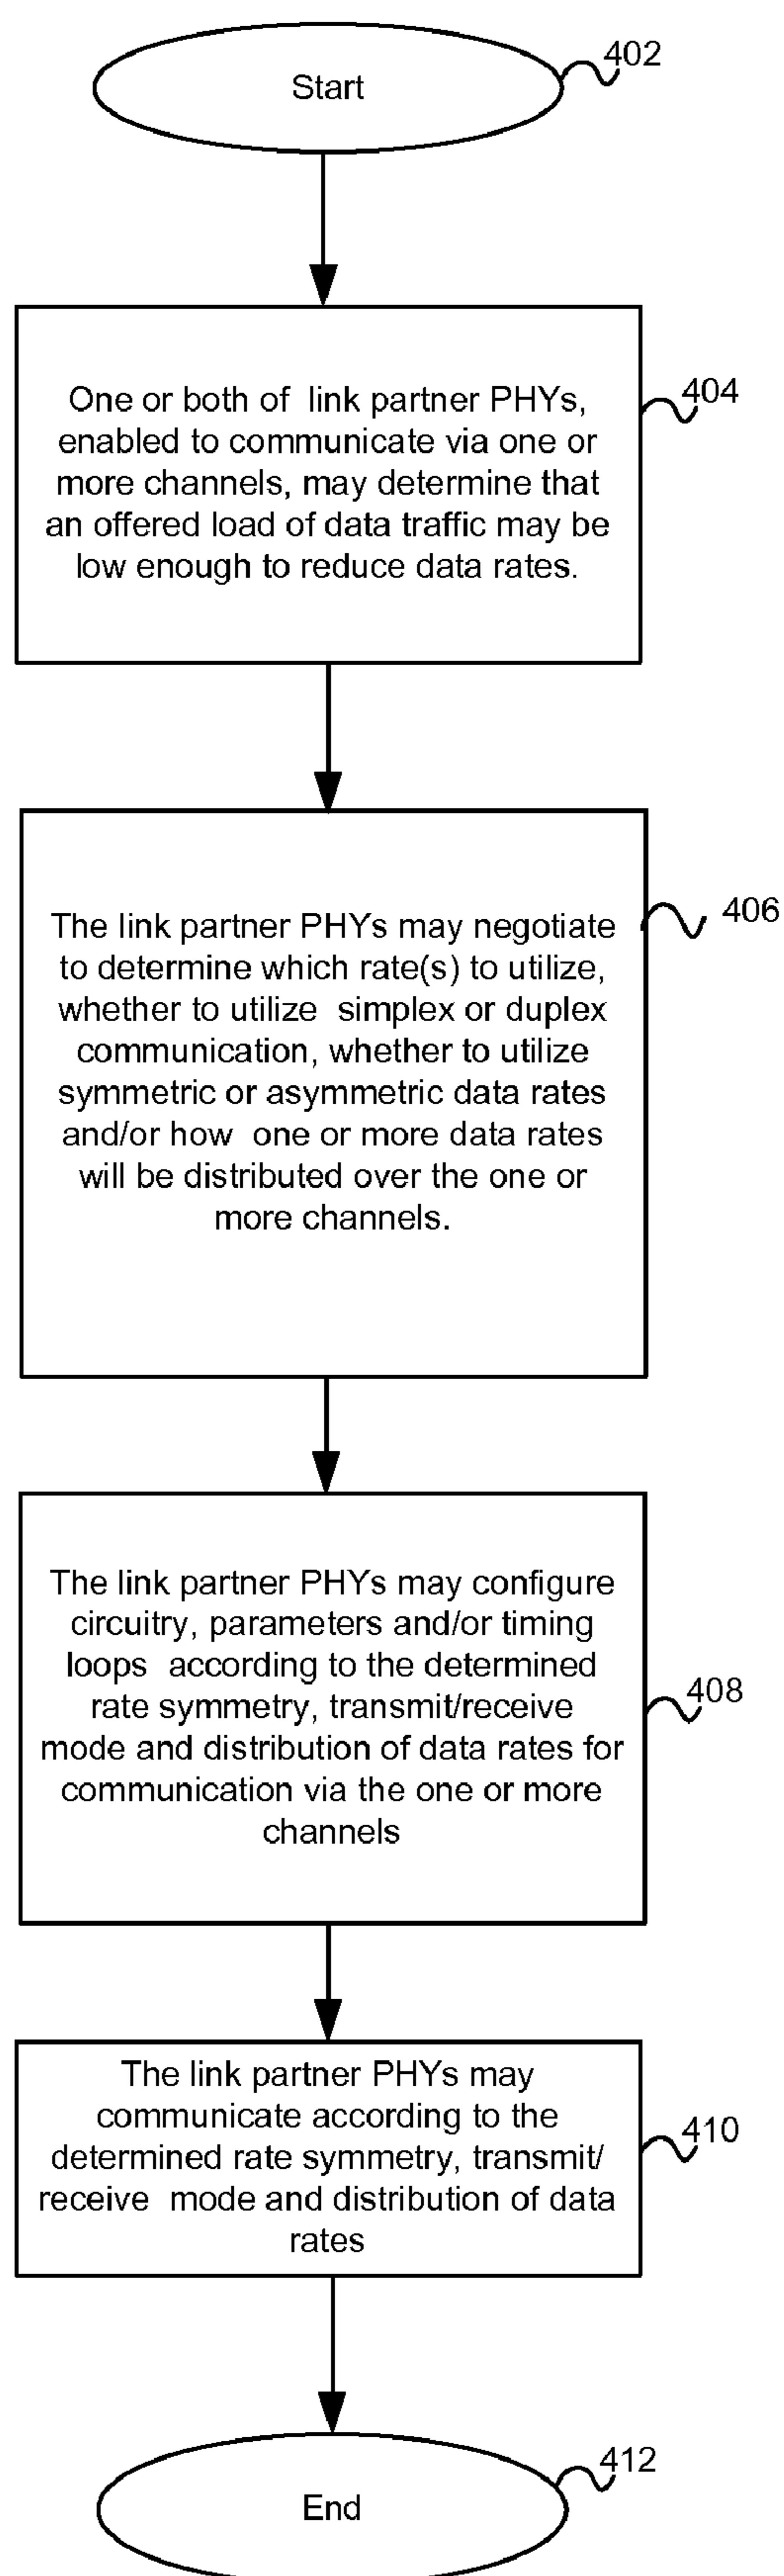 Start
402
One or both of link partner PHYs,
enabled to communicate via one or
more channels, may determine that
an offered load of data traffic may be
low enough to reduce data rates.
404
The link partner PHYs may negotiate
to determine which rate(s) to utilize,
whether to utilize simplex or duplex
communication, whether to utilize
symmetric or asymmetric data rates
and/or how one or more data rates
will be distributed over the one or
more channels.
406
The link partner PHYs may configure
circuitry, parameters and/or timing
loops according to the determined
rate symmetry, transmit/receive
mode and distribution of data rates for
communication via the one or more
channels
408
The link partner PHYs may
communicate according to the
determined rate symmetry, transmit/
receive mode and distribution of data
rates
410
End
412